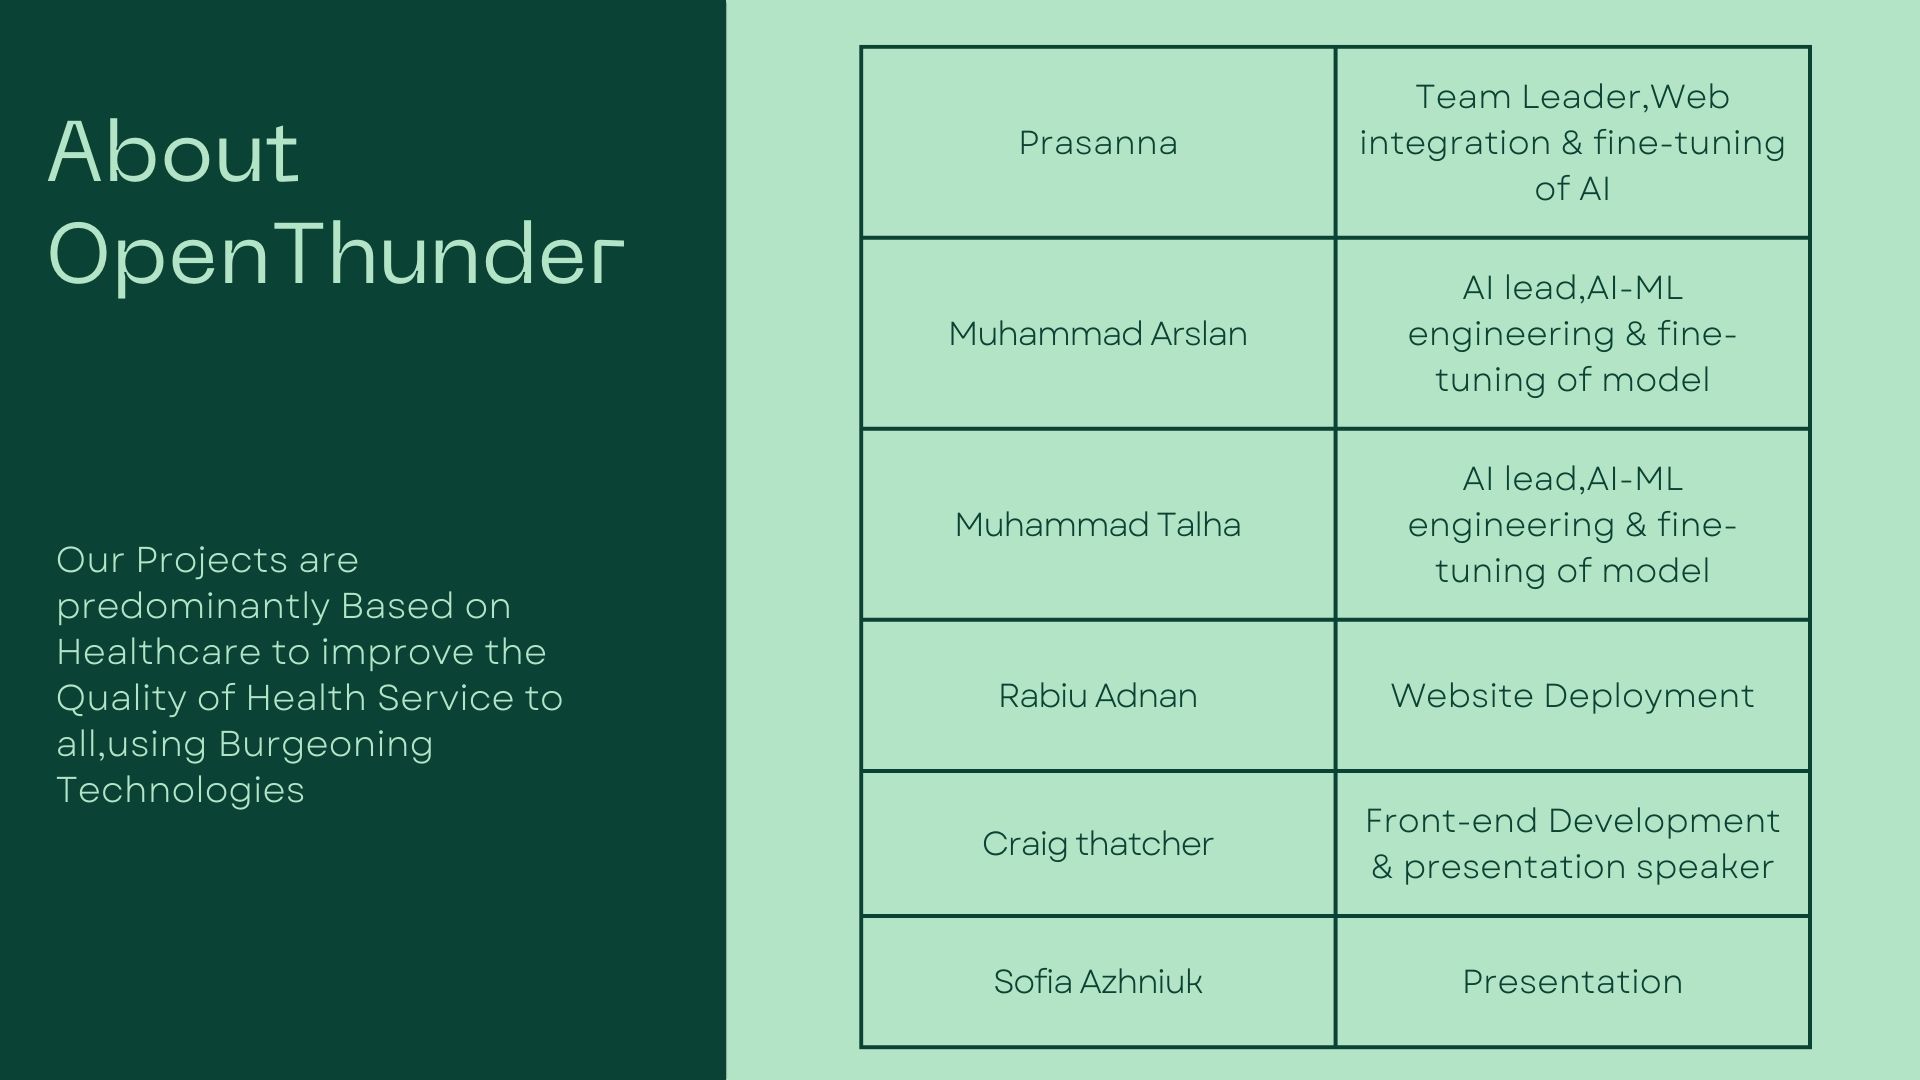 About
OpenThunder
Our Projects are
predominantly Based on
Healthcare to improve the
Quality of Health Service to
all,using Burgeoning
Technologies
Prasanna
Team Leader,Web
integration & fine-tuning
of AI
Muhammad Arslan
AI lead,AI-ML
engineering & fine-
tuning of model
Muhammad Talha
AI lead,AI-ML
engineering & fine-
tuning of model
Rabiu Adnan
Website Deployment
Craig thatcher
Front-end Development
& presentation speaker
Sofia Azhniuk
Presentation